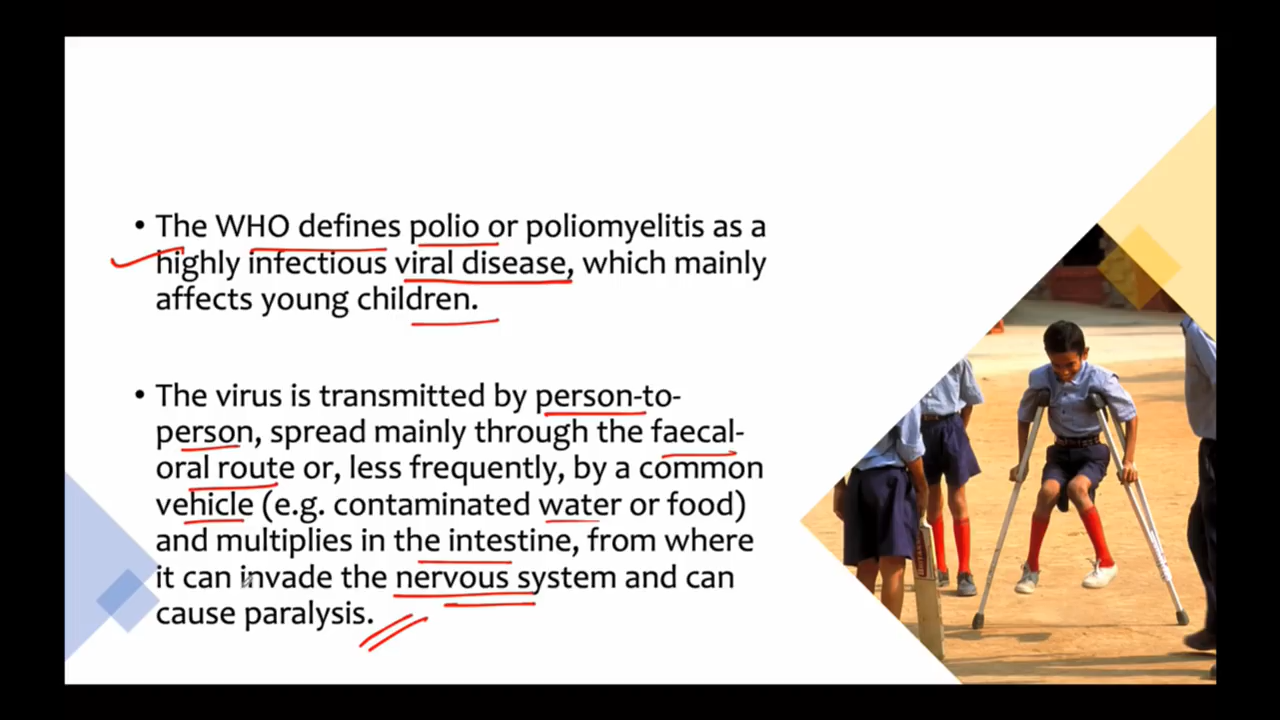 • The WHO defines polio or poliomyelitis as a
highly infectious viral disease, which mainly
affects young children.
• The virus is transmitted by person-to-
person, spread mainly through the faecal-
oral route or, less frequently, by a common
vehicle (e.g. contaminated water or food)
and multiplies in the intestine, from where
it can invade the nervous system and can
cause paralysis.